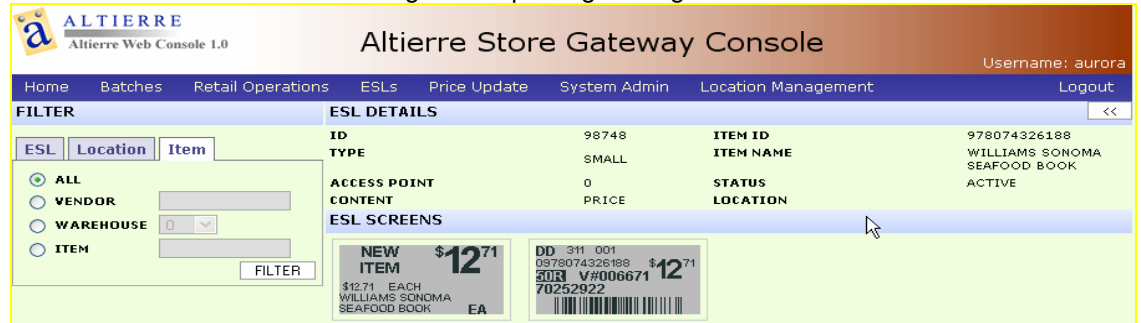 ALTIERRE
Altierre Web Console 1.0
Altierre Store Gateway Console
Username: aurora
Home Batches Retail Operations ESLs Price Update System Admin Location Management Logout
FILTER
ESL Location Item
ALL
VENDOR
WAREHOUSE 0
ITEM
FILTER
ESL DETAILS <<
ID 98748 ITEM ID 978074326188
TYPE SMALL ITEM NAME WILLIAMS SONOMA
SEAFOOD BOOK
ACCESS POINT 0 STATUS ACTIVE
CONTENT PRICE LOCATION
ESL SCREENS
NEW $12 71
ITEM
$12.71 EACH
WILLIAMS SONOMA
SEAFOOD BOOK EA
DD 311 001
0978074326188 $12 71
50R V#006671
70252922